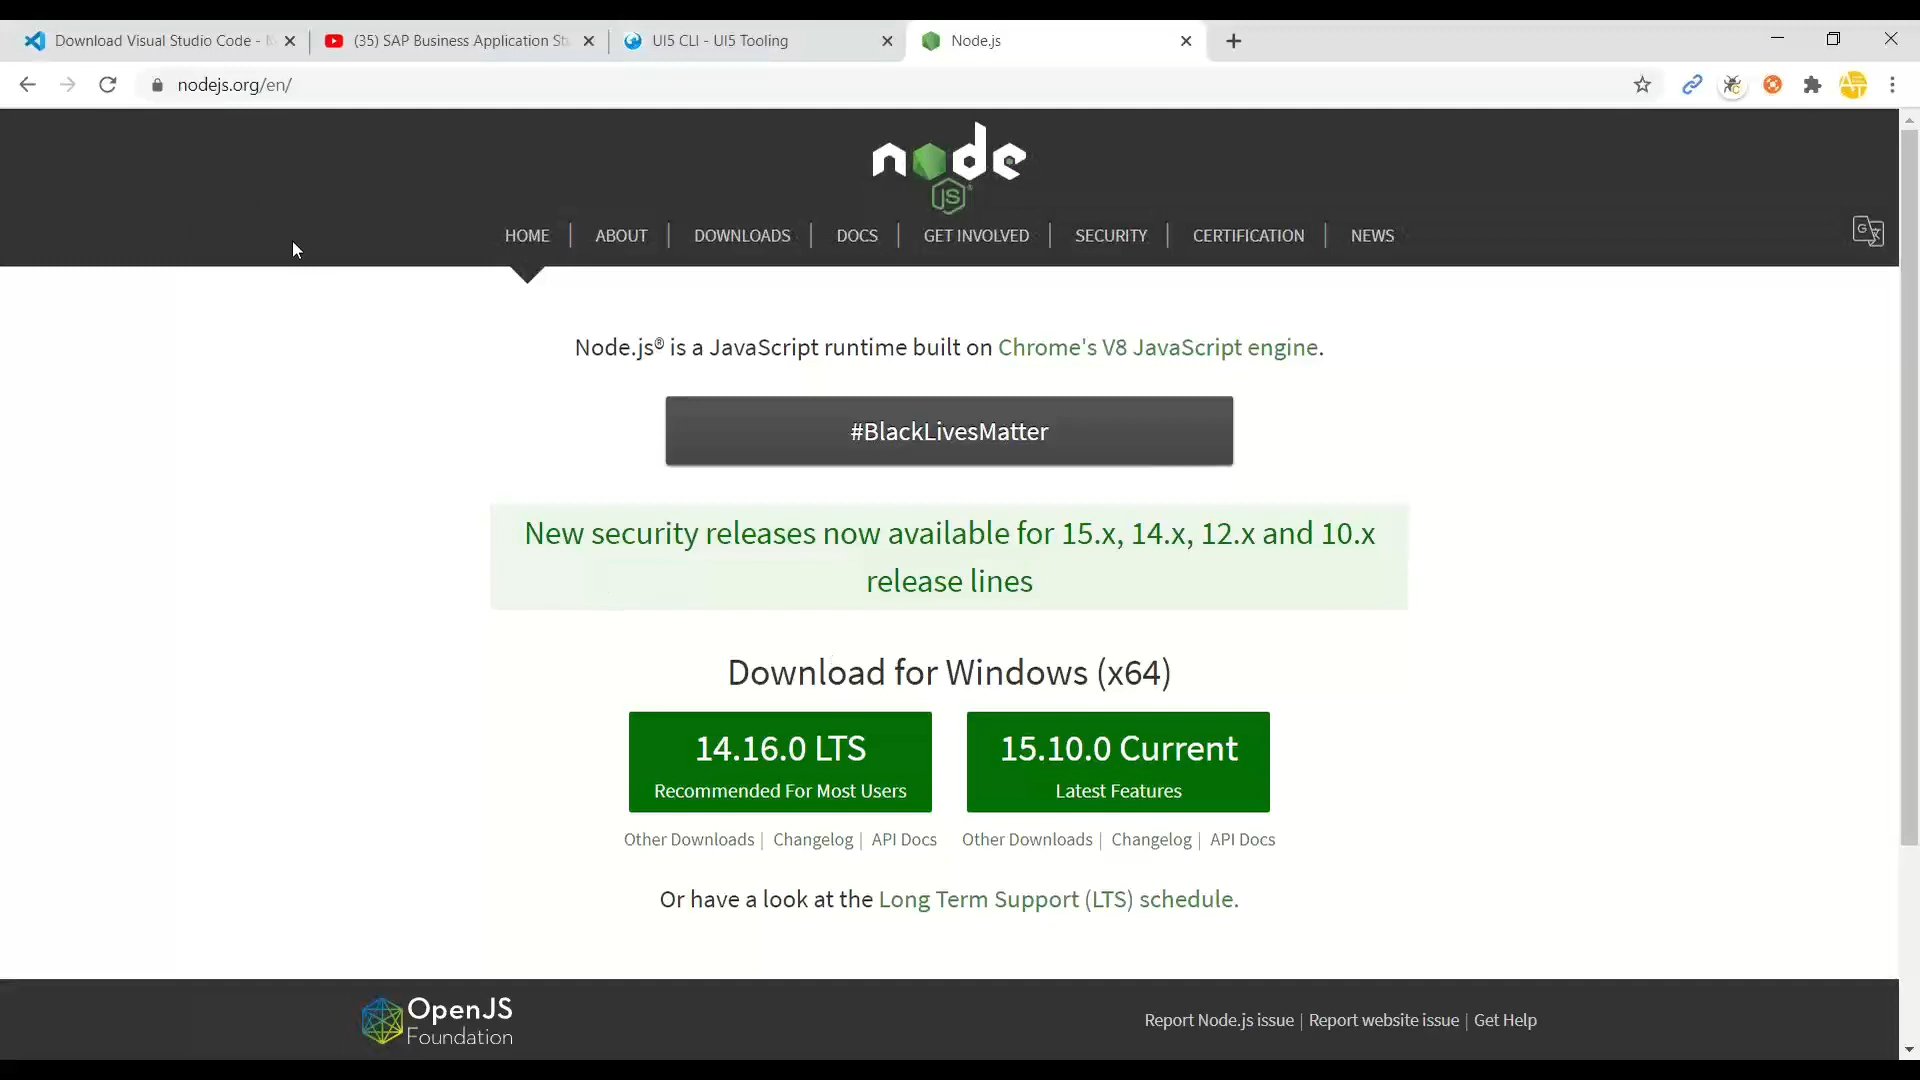 Download Visual Studio Code -
(35) SAP Business Application St
UI5 CLI - UI5 Tooling
Node.js
nodejs.org/en/
node
JS
HOME | ABOUT | DOWNLOADS | DOCS | GET INVOLVED | SECURITY | CERTIFICATION | NEWS
Node.js® is a JavaScript runtime built on Chrome's V8 JavaScript engine.
#BlackLivesMatter
New security releases now available for 15.x, 14.x, 12.x and 10.x
release lines
Download for Windows (x64)
14.16.0 LTS
Recommended For Most Users
15.10.0 Current
Latest Features
Other Downloads | Changelog | API Docs
Other Downloads | Changelog | API Docs
Or have a look at the Long Term Support (LTS) schedule.
OpenJS
Foundation
Report Node.js issue | Report website issue | Get Help